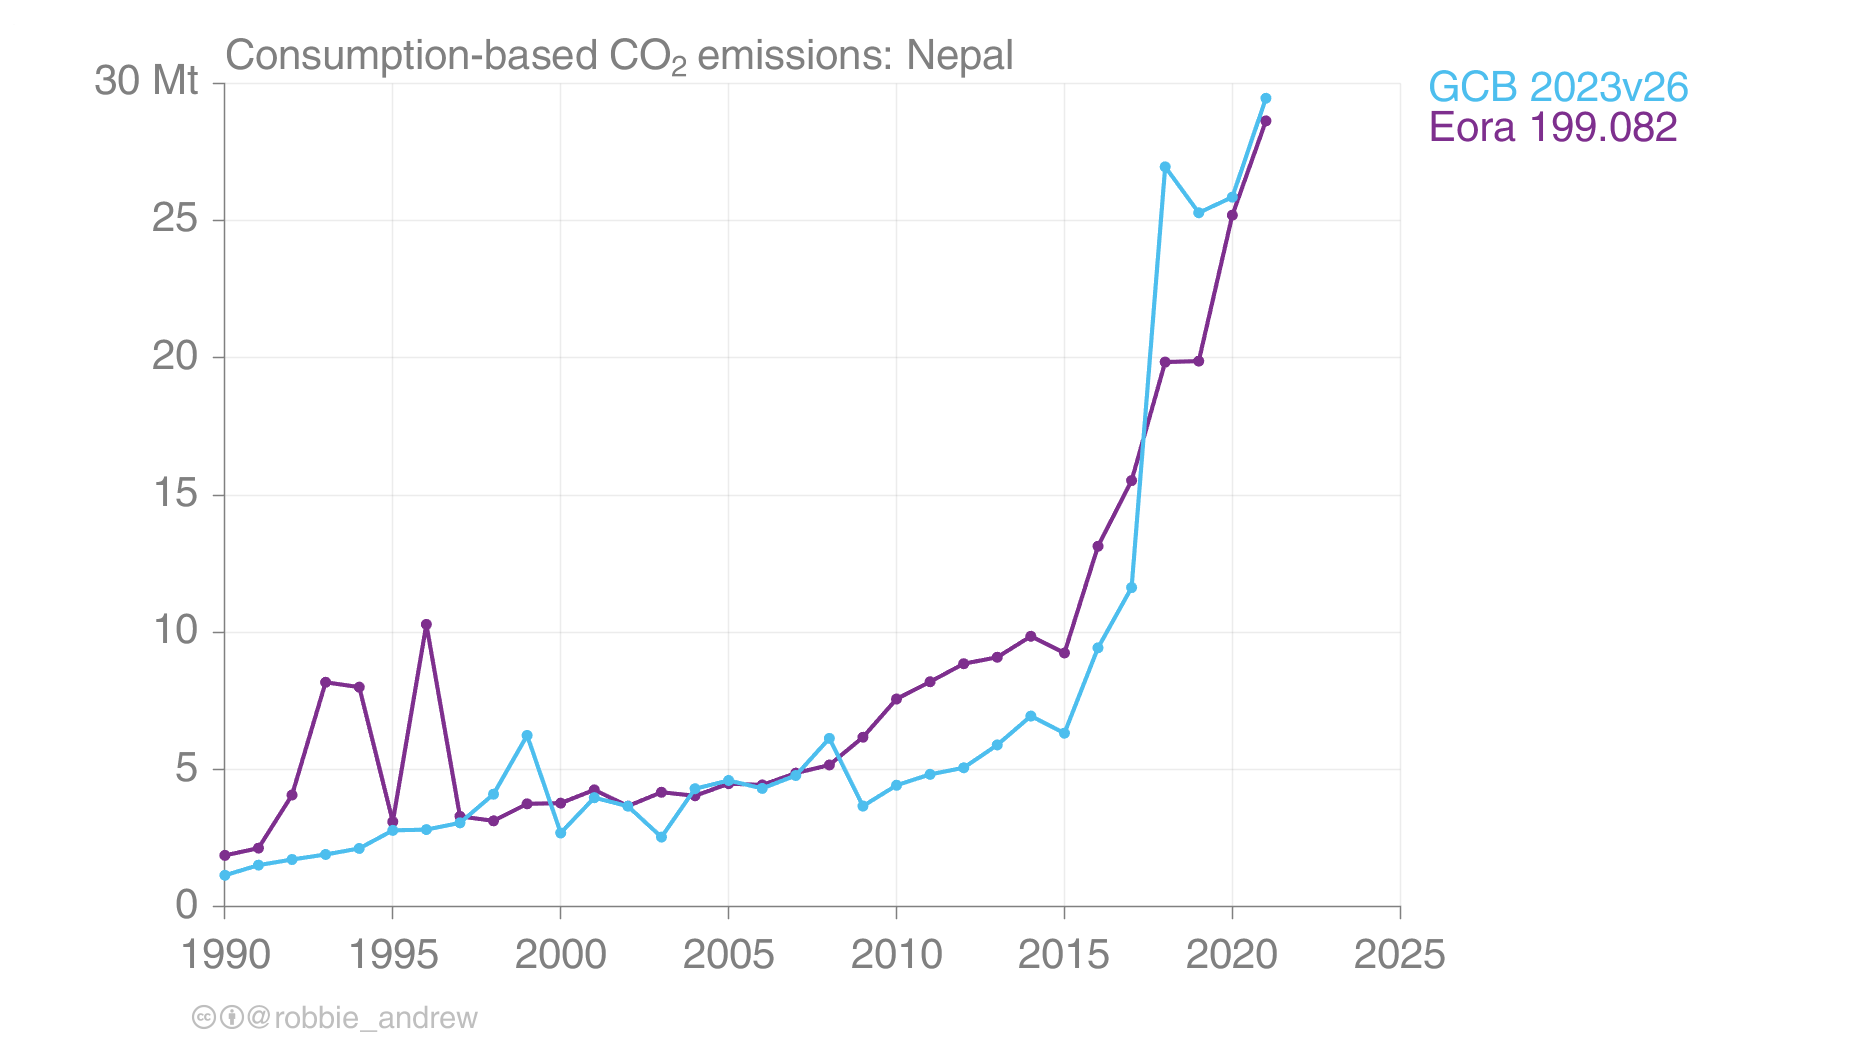 Consumption-based CO₂ emissions: Nepal
30 Mt
25
20
15
10
5
0
1990 1995 2000 2005 2010 2015 2020 2025
GCB 2023v26
Eora 199.082
cc @robbie_andrew